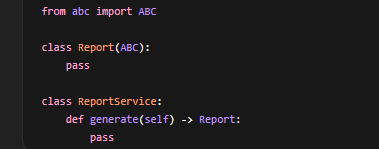 from abc import ABC
class Report(ABC):
    pass
class ReportService:
    def generate(self) -> Report:
        pass